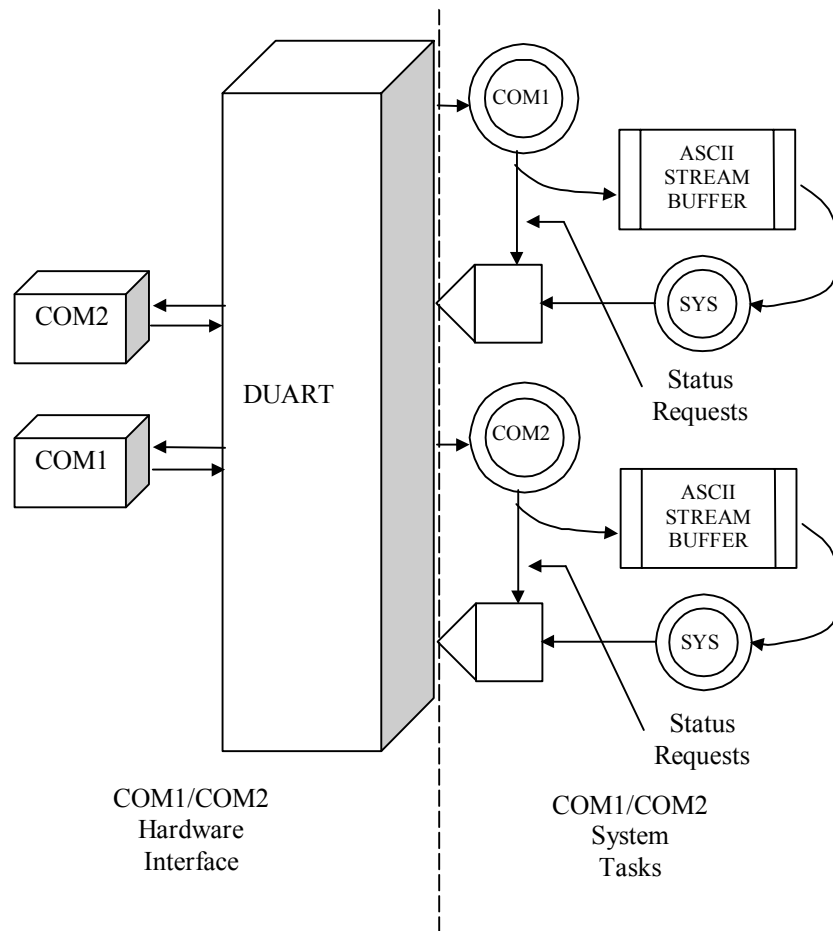 COM1
ASCII
STREAM
BUFFER
COM2
SYS
DUART
Status
Requests
COM1
COM2
ASCII
STREAM
BUFFER
SYS
Status
Requests
COM1/COM2
Hardware
Interface
COM1/COM2
System
Tasks